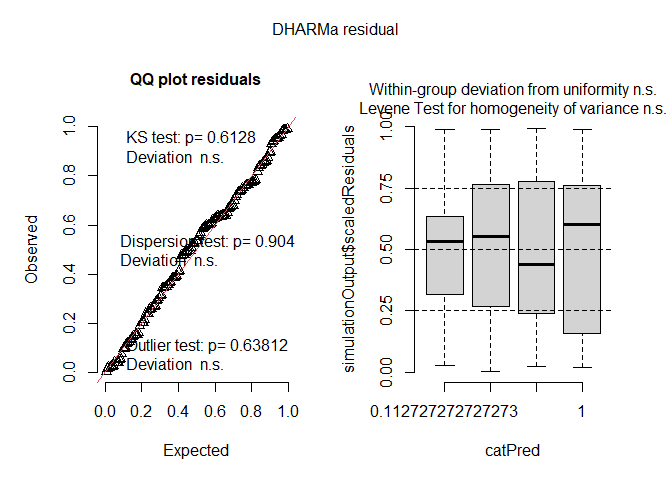 DHARMa residual
QQ plot residuals
KS test: p= 0.6128
Deviation n.s.
Dispersion test: p= 0.904
Deviation n.s.
Outlier test: p= 0.63812
Deviation n.s.
Observed
0.0 0.2 0.4 0.6 0.8 1.0
0.0 0.2 0.4 0.6 0.8 1.0
Expected
Within-group deviation from uniformity n.s.
Levene Test for homogeneity of variance n.s.
simulationOutput$scaledResiduals
0.00 0.25 0.50 0.75 1.00
0.112727272727273 1
catPred